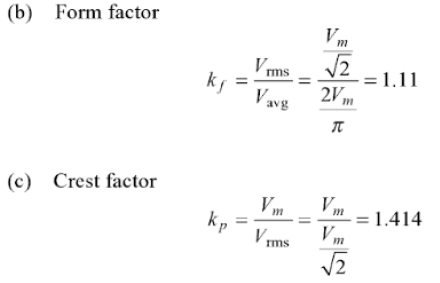 (b) Form factor
k_f = V_rms / V_avg = (V_m / √2) / (2V_m / π) = 1.11
(c) Crest factor
k_p = V_m / V_rms = V_m / (V_m / √2) = 1.414